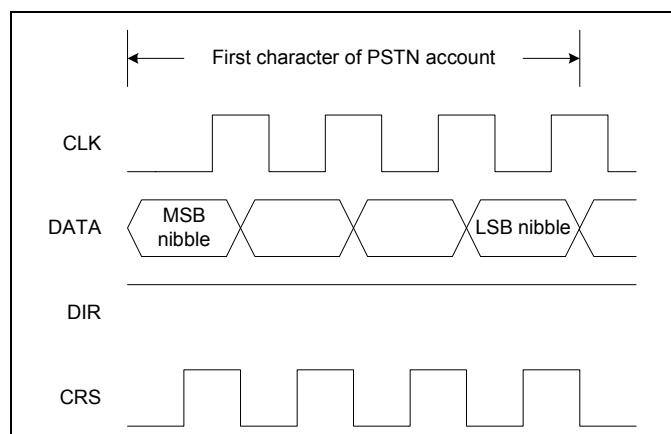 First character of PSTN account
CLK
DATA
MSB
nibble
LSB nibble
DIR
CRS